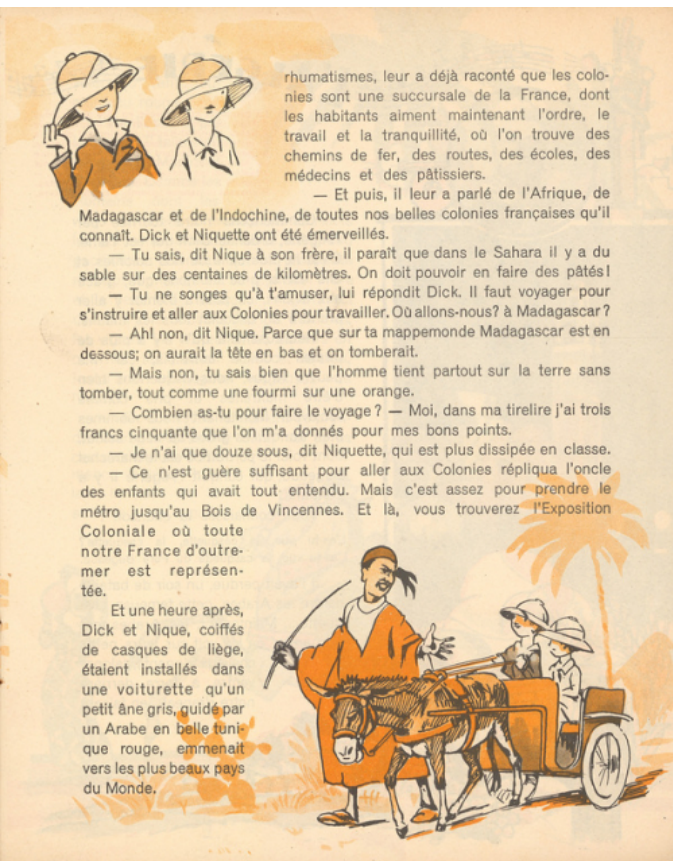 rhumatismes, leur a déjà raconté que les colo-
nies sont une succursale de la France, dont
les habitants aiment maintenant l'ordre, le
travail et la tranquillité, où l'on trouve des
chemins de fer, des routes, des écoles, des
médecins et des pâtissiers.
— Et puis, il leur a parlé de l'Afrique, de
Madagascar et de l'Indochine, de toutes nos belles colonies françaises qu'il
connaît. Dick et Niquette ont été émerveillés.
— Tu sais, dit Nique à son frère, il paraît que dans le Sahara il y a du
sable sur des centaines de kilomètres. On doit pouvoir en faire des pâtés!
— Tu ne songes qu'à t'amuser, lui répondit Dick. Il faut voyager pour
s'instruire et aller aux Colonies pour travailler. Où allons-nous? à Madagascar?
— Ah! non, dit Nique. Parce que sur ta mappemonde Madagascar est en
dessous; on aurait la tête en bas et on tomberait.
— Mais non, tu sais bien que l'homme tient partout sur la terre sans
tomber, tout comme une fourmi sur une orange.
— Combien as-tu pour faire le voyage? — Moi, dans ma tirelire j'ai trois
francs cinquante que l'on m'a donnés pour mes bons points.
— Je n'ai que douze sous, dit Niquette, qui est plus dissipée en classe.
— Ce n'est guère suffisant pour aller aux Colonies répliqua l'oncle
des enfants qui avait tout entendu. Mais c'est assez pour prendre le
métro jusqu'au Bois de Vincennes. Et là, vous trouverez l'Exposition
Coloniale où toute
notre France d'outre-
mer est représen-
tée.
Et une heure après,
Dick et Nique, coiffés
de casques de liège,
étaient installés dans
une voiturette qu'un
petit âne gris, guidé par
un Arabe en belle tuni-
que rouge, emmenait
vers les plus beaux pays
du Monde.